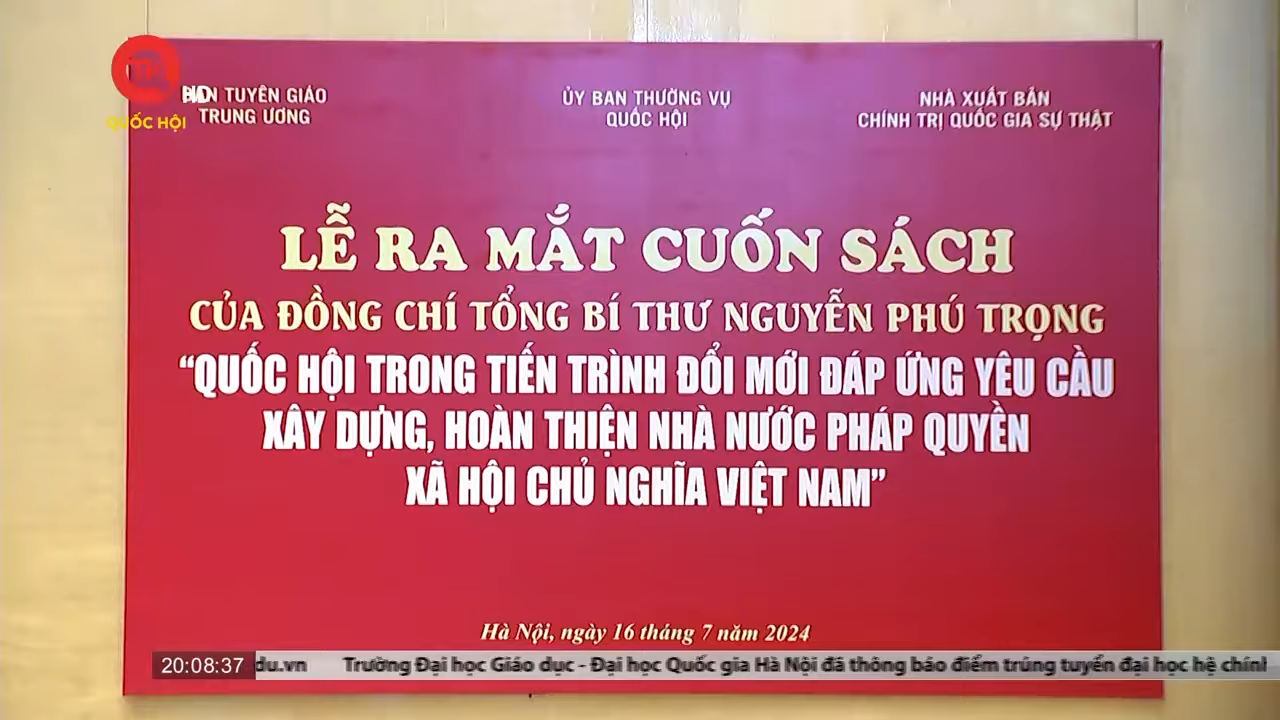 BAN TUYÊN GIÁO
TRUNG ƯƠNG
HD
QUỐC HỘI
ỦY BAN THƯỜNG VỤ
QUỐC HỘI
NHÀ XUẤT BẢN
CHÍNH TRỊ QUỐC GIA SỰ THẬT
LỄ RA MẮT CUỐN SÁCH
CỦA ĐỒNG CHÍ TỔNG BÍ THƯ NGUYỄN PHÚ TRỌNG
“QUỐC HỘI TRONG TIẾN TRÌNH ĐỔI MỚI ĐÁP ỨNG YÊU CẦU
XÂY DỰNG, HOÀN THIỆN NHÀ NƯỚC PHÁP QUYỀN
XÃ HỘI CHỦ NGHĨA VIỆT NAM”
Hà Nội, ngày 16 tháng 7 năm 2024
20:08:37 du.vn Trường Đại học Giáo dục - Đại học Quốc gia Hà Nội đã thông báo điểm trúng tuyển đại học hệ chính